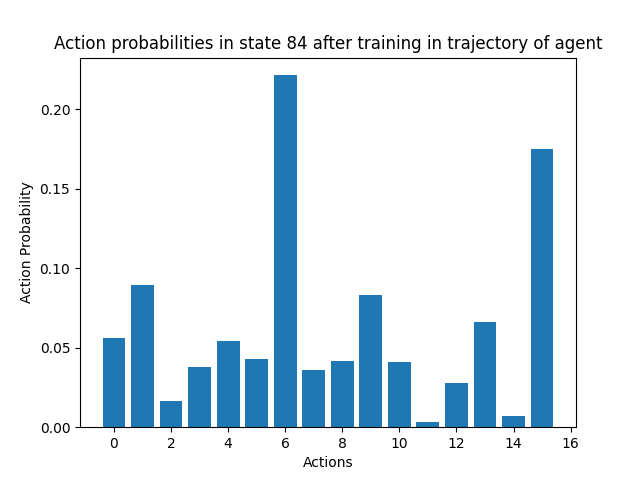 Action probabilities in state 84 after training in trajectory of agent
Action Probability
0.20
0.15
0.10
0.05
0.00
0 2 4 6 8 10 12 14 16
Actions